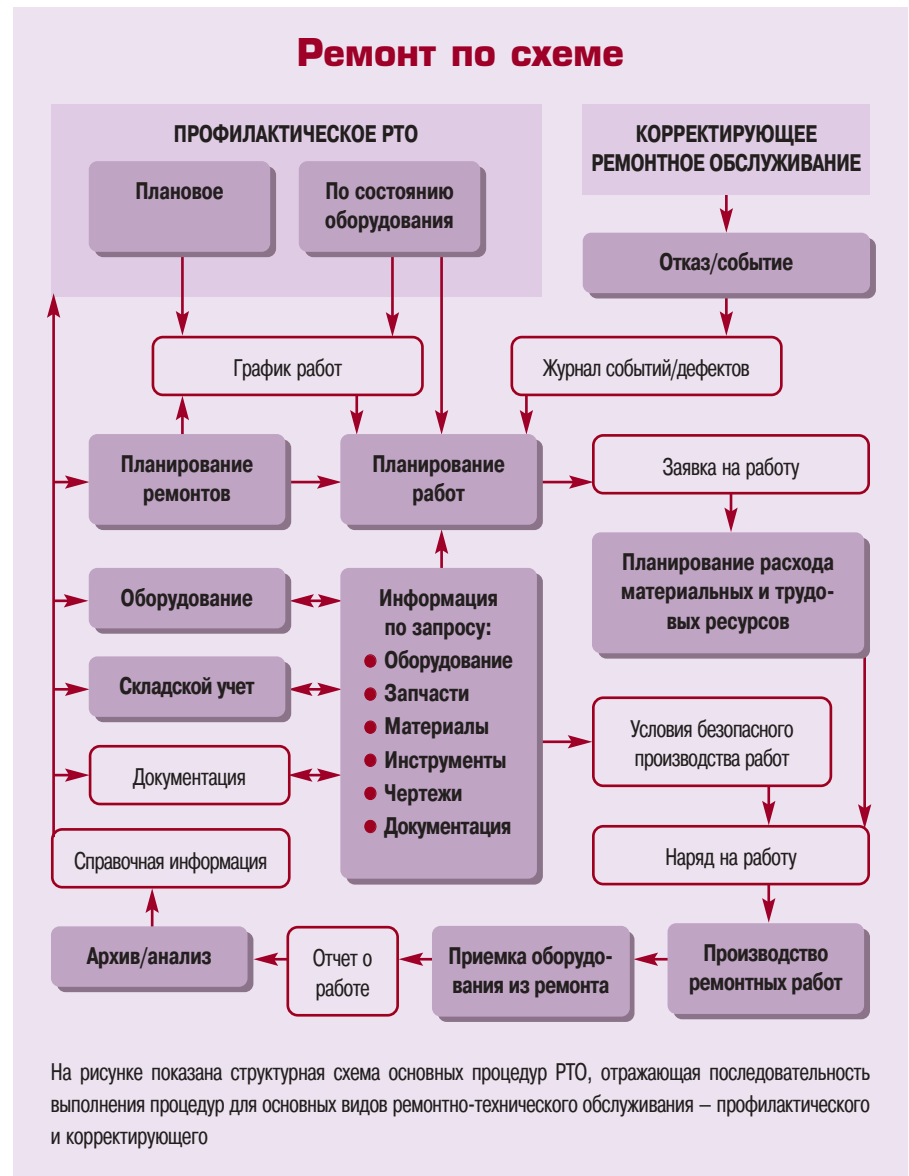 Ремонт по схеме
ПРОФИЛАКТИЧЕСКОЕ РТО
КОРРЕКТИРУЮЩЕЕ
РЕМОНТНОЕ ОБСЛУЖИВАНИЕ
Плановое
По состоянию
оборудования
Отказ/событие
График работ
Журнал событий/дефектов
Планирование
ремонтов
Планирование
работ
Заявка на работу
Планирование расхода
материальных и трудо-
вых ресурсов
Оборудование
Складской учет
Документация
Справочная информация
Информация
по запросу:
● Оборудование
● Запчасти
● Материалы
● Инструменты
● Чертежи
● Документация
Условия безопасного
производства работ
Наряд на работу
Архив/анализ
Отчет о
работе
Приемка оборудо-
вания из ремонта
Производство
ремонтных работ
На рисунке показана структурная схема основных процедур РТО, отражающая последовательность
выполнения процедур для основных видов ремонтно-технического обслуживания – профилактического
и корректирующего